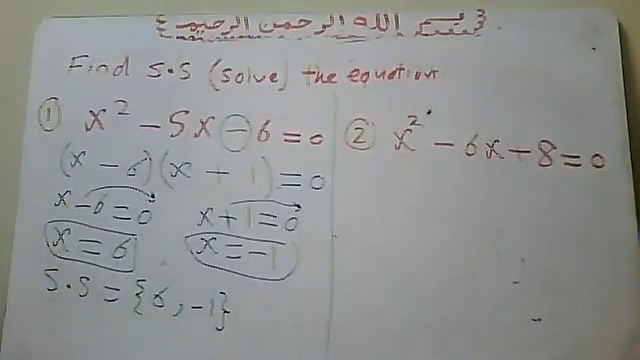 بسم الله الرحمن الرحيم
Find S.S (solve) the equation
① x² - 5x - 6 = 0
(x - 6)(x + 1) = 0
x - 6 = 0 x + 1 = 0
x = 6 x = -1
S.S = {6, -1}
② x² - 6x + 8 = 0